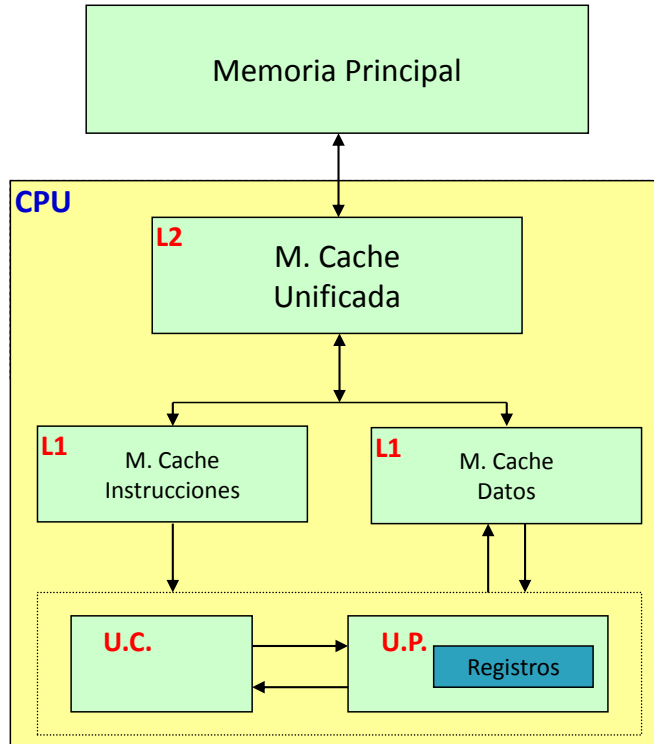 Memoria Principal
CPU
L2
M. Cache
Unificada
L1
M. Cache
Instrucciones
L1
M. Cache
Datos
U.C.
U.P.
Registros